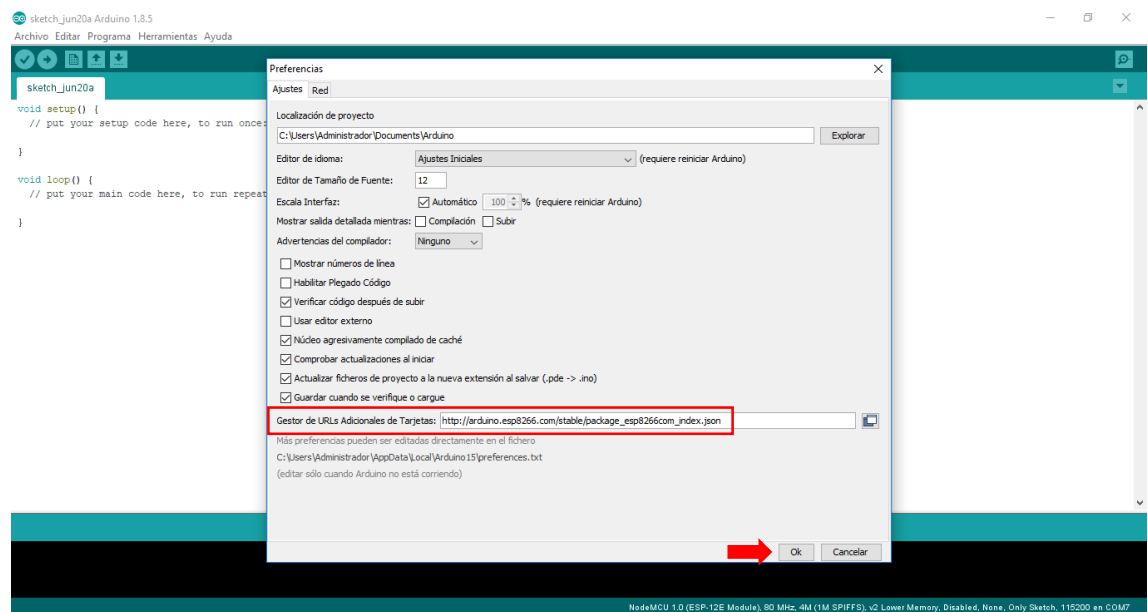 sketch_jun20a Arduino 1.8.5
Archivo Editar Programa Herramientas Ayuda
sketch_jun20a
void setup() {
// put your setup code here, to run once:
}
void loop() {
// put your main code here, to run repeat
}
Preferencias
Ajustes Red
Localización de proyecto
C:\Users\Administrador\Documents\Arduino Explorar
Editor de idioma: Ajustes Iniciales (requiere reiniciar Arduino)
Editor de Tamaño de Fuente: 12
Escala Interfaz: Automático 100 % (requiere reiniciar Arduino)
Mostrar salida detallada mientras: Compilación Subir
Advertencias del compilador: Ninguno
Mostrar números de línea
Habilitar Plegado Código
Verificar código después de subir
Usar editor externo
Núcleo agresivamente compilado de caché
Comprobar actualizaciones al iniciar
Actualizar ficheros de proyecto a la nueva extensión al salvar (.pde -> .ino)
Guardar cuando se verifique o cargue
Gestor de URLs Adicionales de Tarjetas: http://arduino.esp8266.com/stable/package_esp8266com_index.json
Más preferencias pueden ser editadas directamente en el fichero
C:\Users\Administrador\AppData\Local\Arduino15\preferences.txt
(editar sólo cuando Arduino no está corriendo)
Ok Cancelar
NodeMCU 1.0 (ESP-12E Module), 80 MHz, 4M (1M SPIFFS), v2 Lower Memory, Disabled, None, Only Sketch, 115200 en COM7